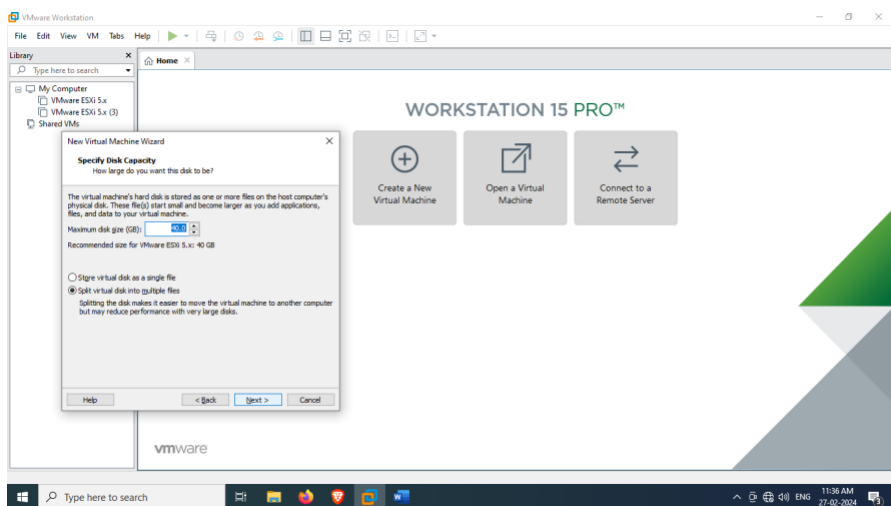 VMware Workstation
File Edit View VM Tabs Help
Library
Type here to search
Home
My Computer
VMware ESXi 5.x
VMware ESXi 5.x (3)
Shared VMs
WORKSTATION 15 PRO™
Create a New
Virtual Machine
Open a Virtual
Machine
Connect to a
Remote Server
New Virtual Machine Wizard
Specify Disk Capacity
How large do you want this disk to be?
The virtual machine's hard disk is stored as one or more files on the host computer's
physical disk. These file(s) start small and become larger as you add applications,
files, and data to your virtual machine.
Maximum disk size (GB): 40.0
Recommended size for VMware ESXi 5.x: 40 GB
Store virtual disk as a single file
Split virtual disk into multiple files
Splitting the disk makes it easier to move the virtual machine to another computer
but may reduce performance with very large disks.
Help < Back Next > Cancel
vmware
Type here to search
ENG
11:36 AM
27-02-2024
3